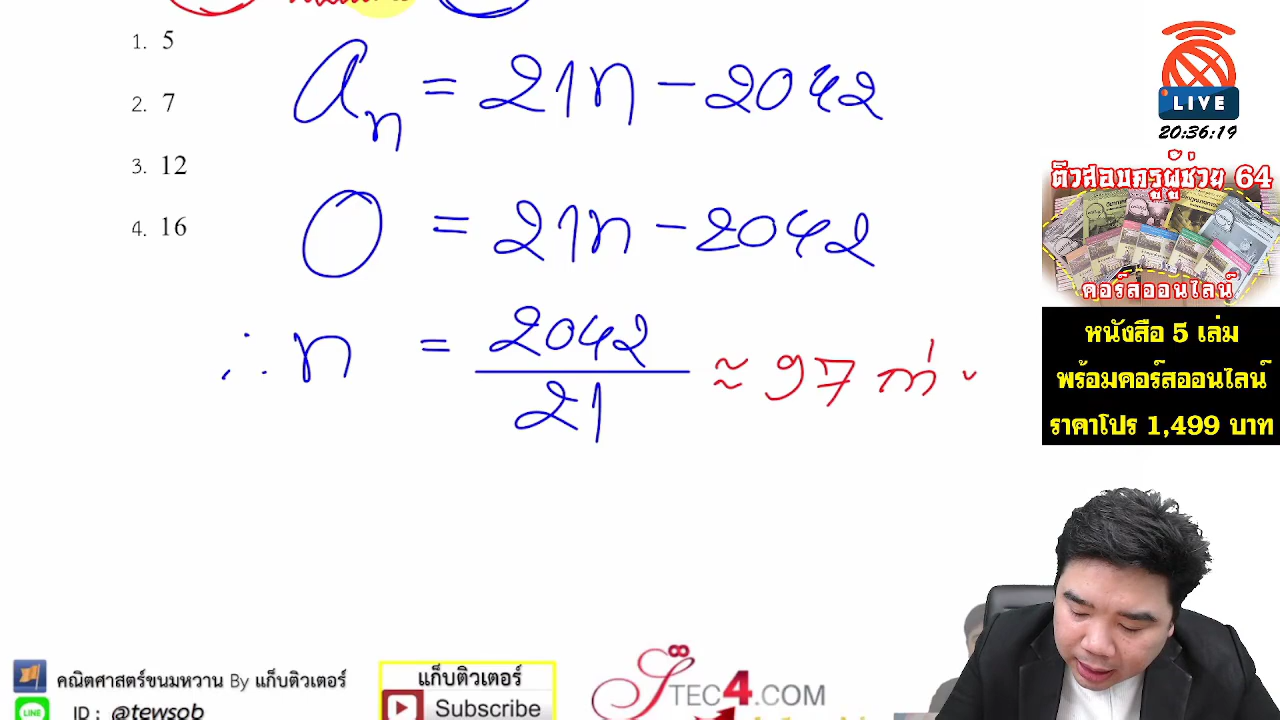 1. 5
2. 7
3. 12
4. 16
aₙ = 21n - 2042
0 = 21n - 2042
∴ n = 2042/21 ≈ 97
LIVE
20:36:19
ติวสอบครูผู้ช่วย 64
คอร์สออนไลน์
หนังสือ 5 เล่ม
พร้อมคอร์สออนไลน์
ราคาโปร 1,499 บาท
คณิตศาสตร์ขนมหวาน By แก็บติวเตอร์
LINE
ID : @tewsob
แก็บติวเตอร์
Subscribe
TEC4.COM